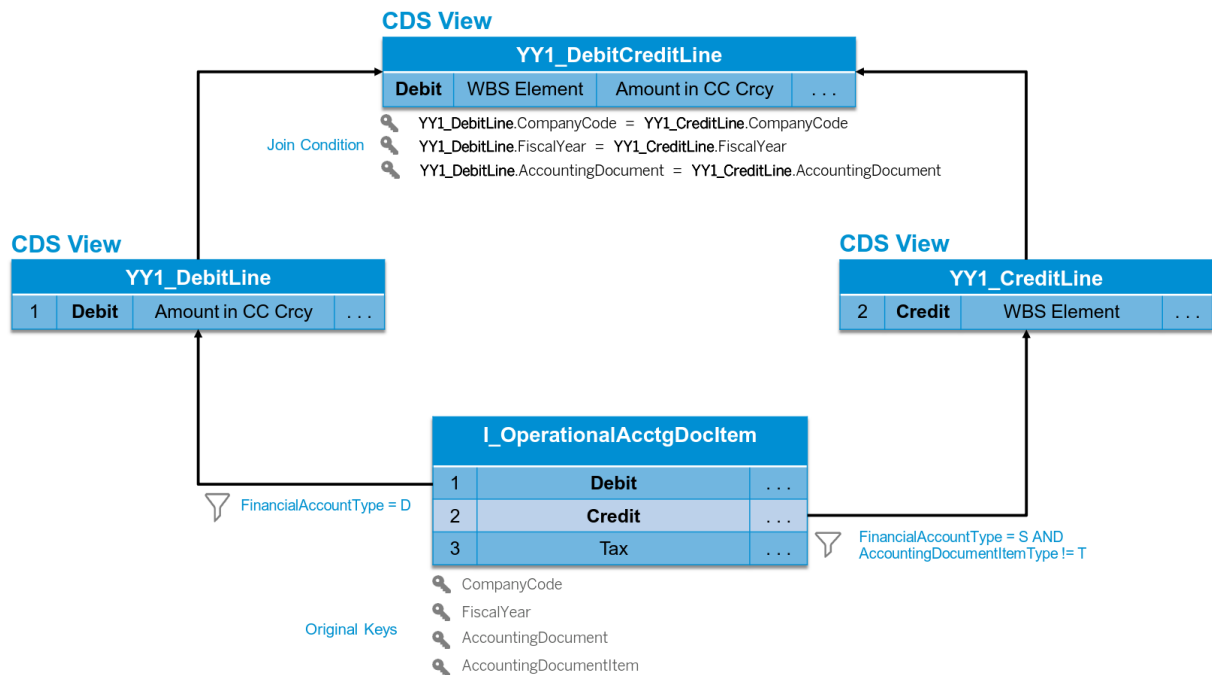 CDS View
YY1_DebitCreditLine
Debit WBS Element Amount in CC Crcy . . .
Join Condition
YY1_DebitLine.CompanyCode = YY1_CreditLine.CompanyCode
YY1_DebitLine.FiscalYear = YY1_CreditLine.FiscalYear
YY1_DebitLine.AccountingDocument = YY1_CreditLine.AccountingDocument
CDS View
YY1_DebitLine
1 Debit Amount in CC Crcy . . .
CDS View
YY1_CreditLine
2 Credit WBS Element . . .
I_OperationalAcctgDocItem
1 Debit . . .
2 Credit . . .
3 Tax . . .
FinancialAccountType = D
FinancialAccountType = S AND
AccountingDocumentItemType != T
Original Keys
CompanyCode
FiscalYear
AccountingDocument
AccountingDocumentItem